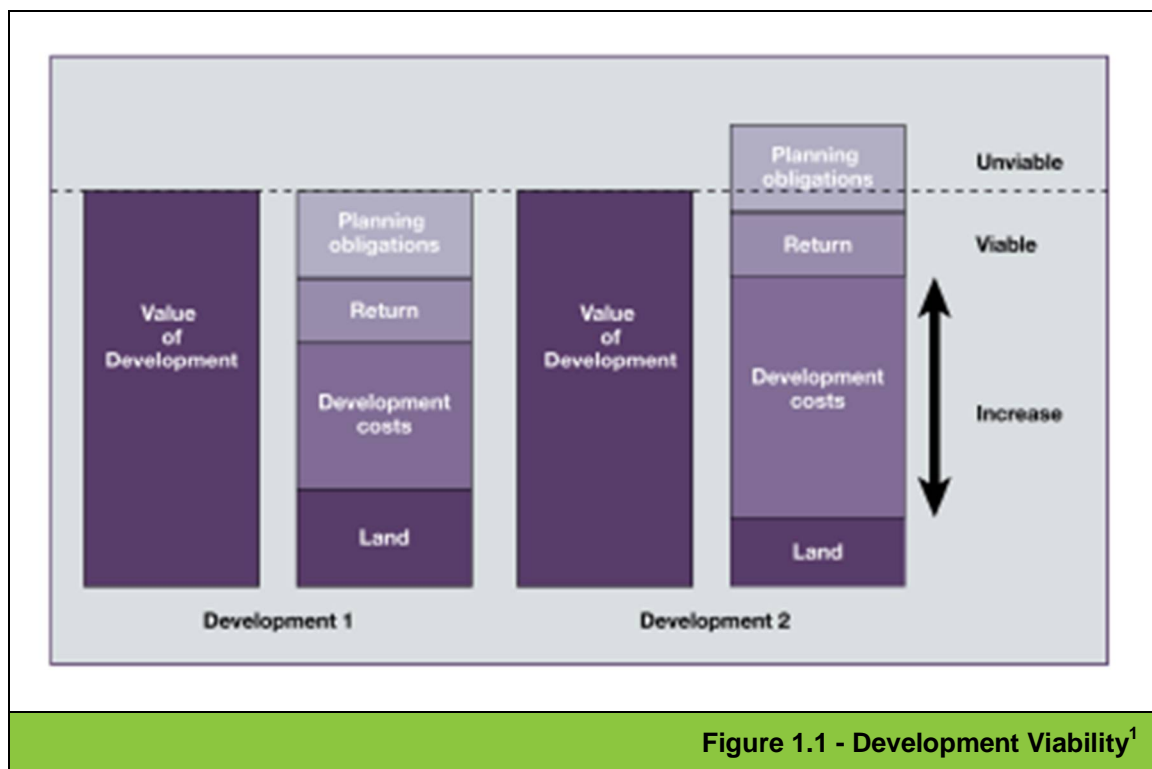 Value
of
Development
Planning
obligations
Return
Development
costs
Land
Development 1
Value
of
Development
Planning
obligations
Return
Development
costs
Land
Development 2
Unviable
Viable
Increase
Figure 1.1 - Development Viability¹